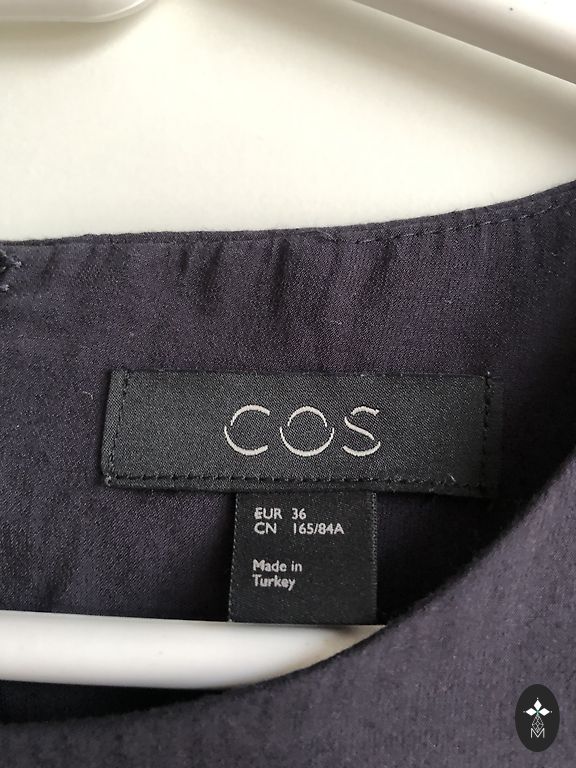 COS
EUR 36
CN 165/84A
Made in
Turkey
M